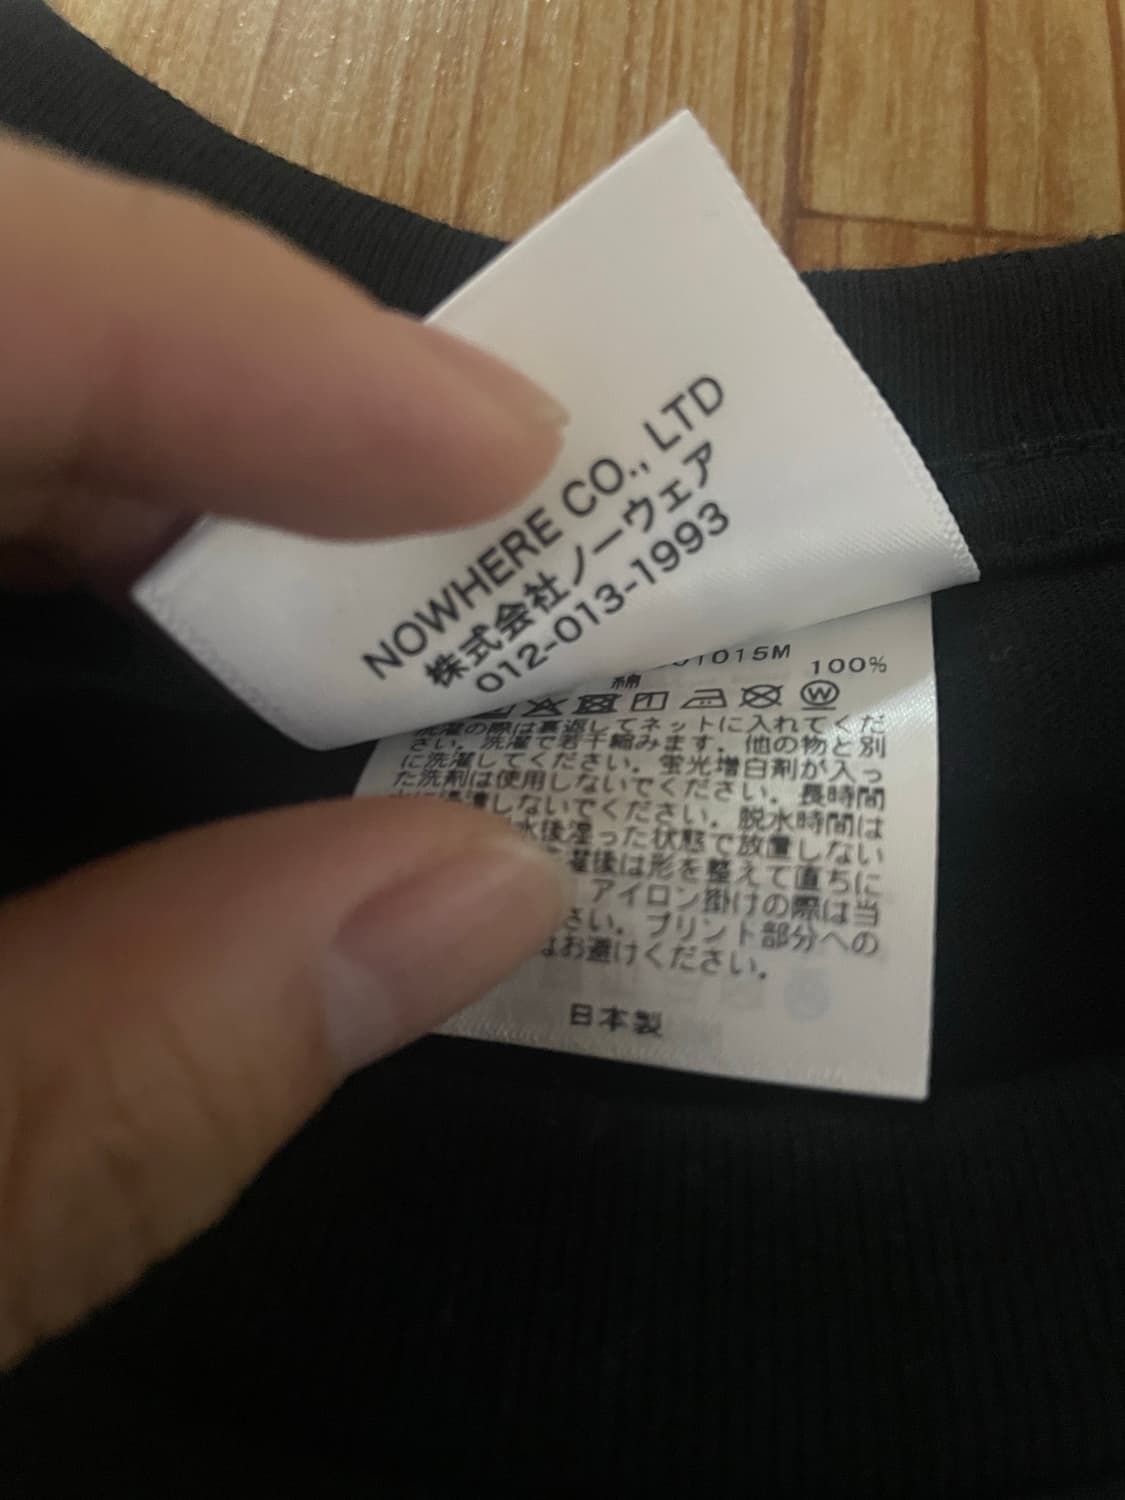 NOWHERE CO., LTD
株式会社ノーウェア
012-013-1993
01015M
綿 100%
洗濯の際は裏返してネットに入れてくだ
さい。洗濯で若干縮みます。他の物と別
に洗濯してください。蛍光増白剤が入っ
た洗剤は使用しないでください。長時間
しないでください。脱水時間は
水後湿った状態で放置しない
濯後は形を整えて直ちに
アイロン掛けの際は当
さい。プリント部分への
はお避けください。
日本製